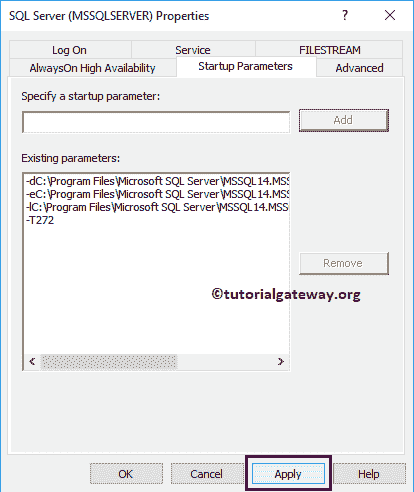 SQL Server (MSSQLSERVER) Properties ? ×
Log On Service FILESTREAM
AlwaysOn High Availability Startup Parameters Advanced
Specify a startup parameter:
Add
Existing parameters:
-dC:\Program Files\Microsoft SQL Server\MSSQL14.MSS
-eC:\Program Files\Microsoft SQL Server\MSSQL14.MSS
-lC:\Program Files\Microsoft SQL Server\MSSQL14.MSS
-T272
Remove
©tutorialgateway.org
OK Cancel Apply Help